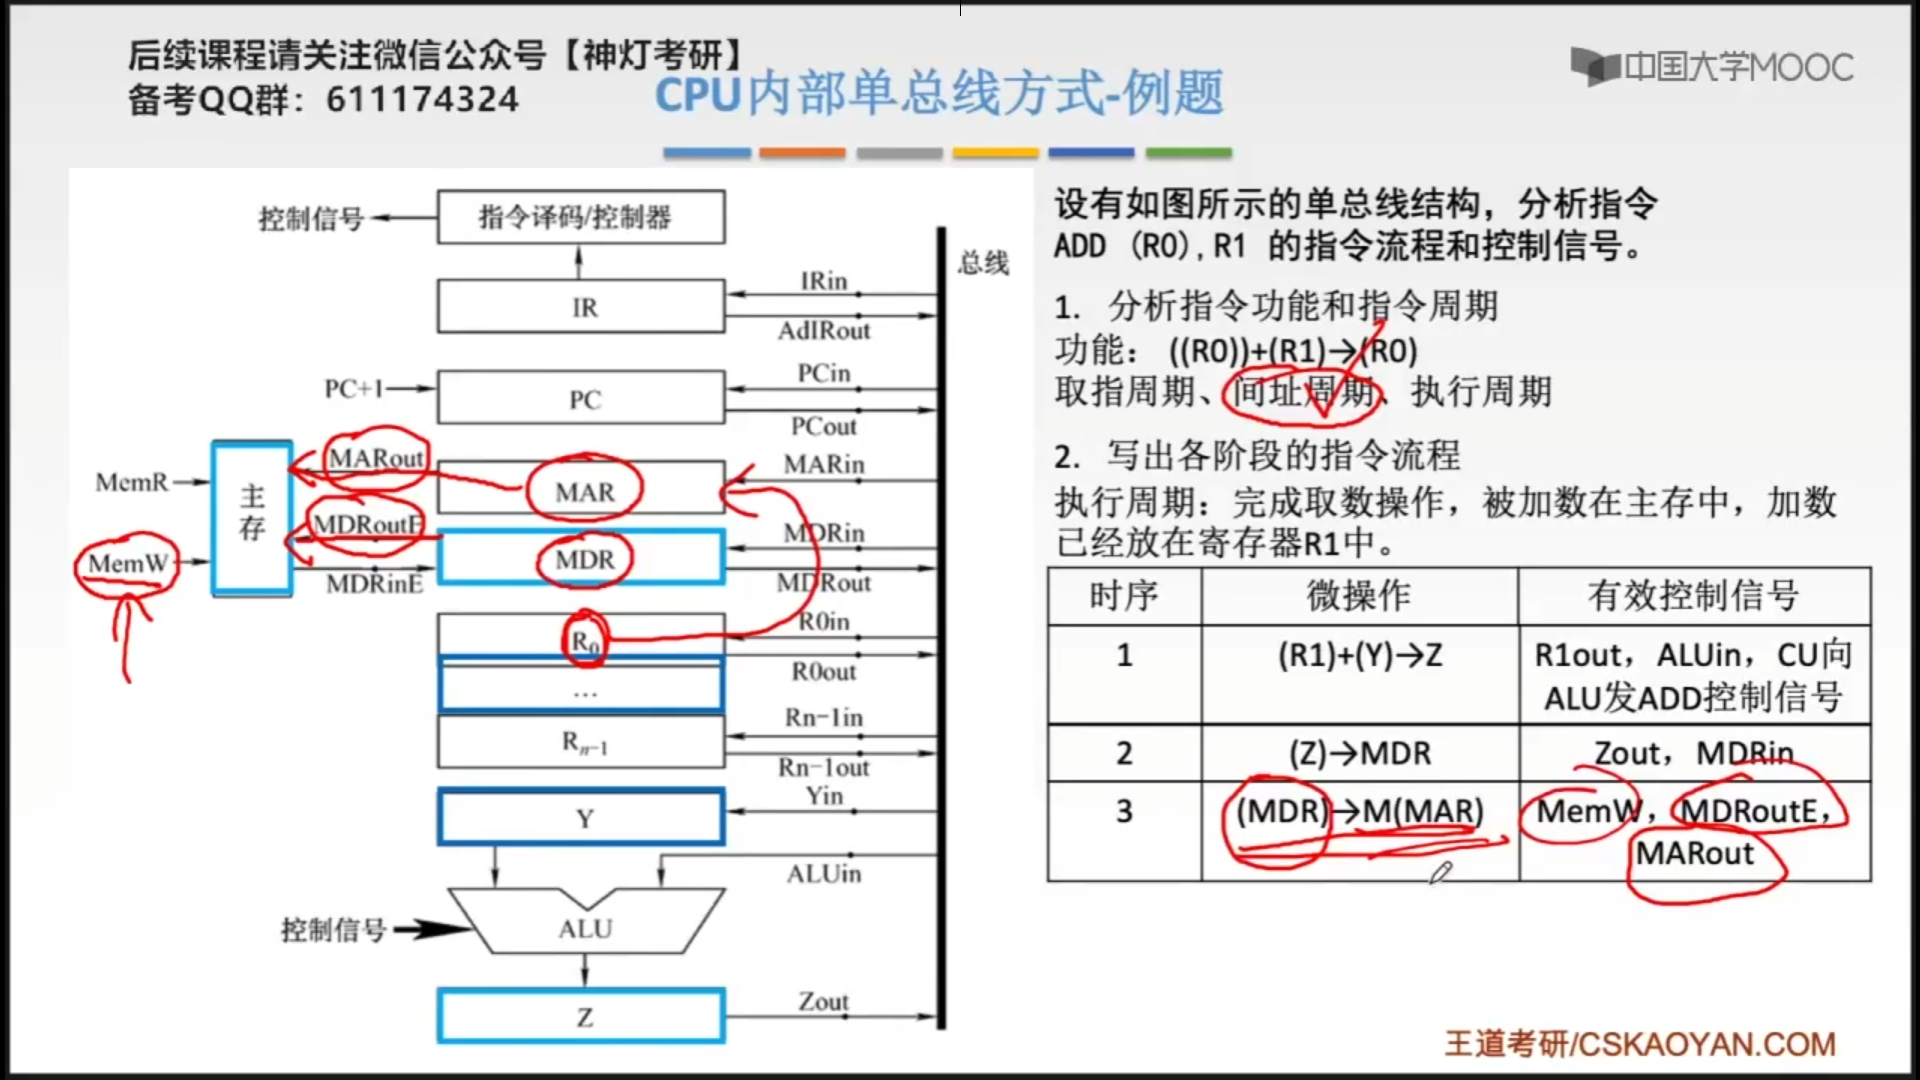 后续课程请关注微信公众号【神灯考研】
备考QQ群：611174324
CPU内部单总线方式-例题
中国大学MOOC
控制信号
指令译码/控制器
总线
IR
IRin
AdIRout
PC+1
PC
PCin
PCout
MemR
主存
MARout
MAR
MARin
MDRoutE
MemW
MDRinE
MDR
MDRin
MDRout
R0
R0in
R0out
...
Rn-1
Rn-1in
Rn-1out
Y
Yin
ALUin
控制信号
ALU
Z
Zout
设有如图所示的单总线结构，分析指令
ADD (R0),R1 的指令流程和控制信号。
1. 分析指令功能和指令周期
功能： ((R0))+(R1)→(R0)
取指周期、间址周期、执行周期
2. 写出各阶段的指令流程
执行周期：完成取数操作，被加数在主存中，加数
已经放在寄存器R1中。
时序 微操作 有效控制信号
1 (R1)+(Y)→Z R1out，ALUin，CU向
ALU发ADD控制信号
2 (Z)→MDR Zout，MDRin
3 (MDR)→M(MAR) MemW，MDRoutE，
MARout
王道考研/CSKAOYAN.COM